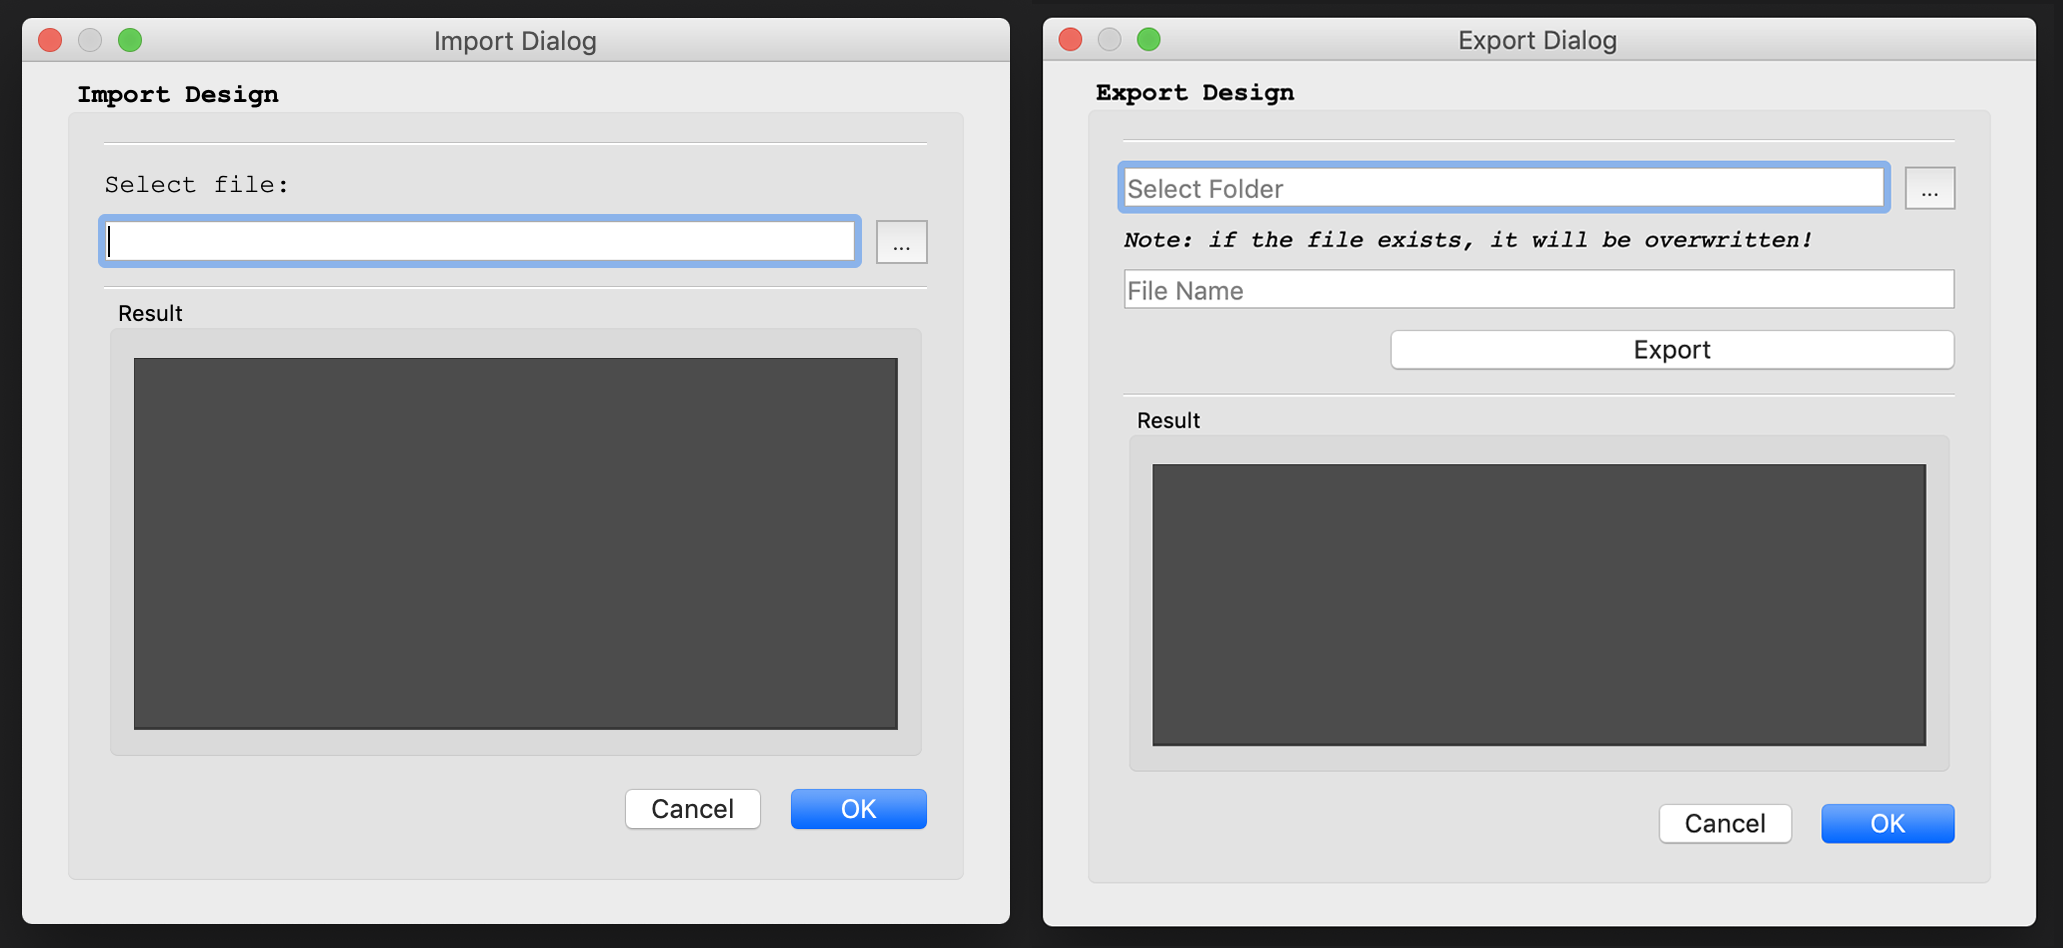 Import Dialog
Import Design
Select file:
...
Result
Cancel
OK
Export Dialog
Export Design
Select Folder
...
Note: if the file exists, it will be overwritten!
File Name
Export
Result
Cancel
OK